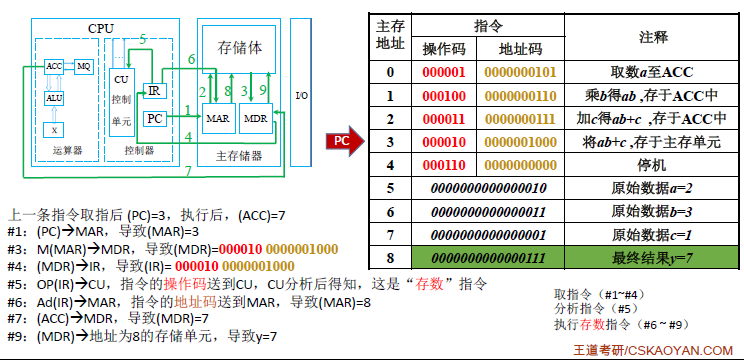 CPU
ACC
MQ
ALU
X
运算器
CU
控制
单元
IR
PC
控制器
存储体
MAR
MDR
主存储器
I/O
5
6
2
8
3
9
1
4
7
PC
主存地址 指令 注释
操作码 地址码
0 000001 0000000101 取数a至ACC
1 000100 0000000110 乘b得ab ,存于ACC中
2 000011 0000000111 加c得ab+c ,存于ACC中
3 000010 0000001000 将ab+c ,存于主存单元
4 000110 0000000000 停机
5 0000000000000010 原始数据a=2
6 0000000000000011 原始数据b=3
7 0000000000000001 原始数据c=1
8 0000000000000111 最终结果y=7
上一条指令取指后 (PC)=3，执行后，(ACC)=7
#1：(PC)→MAR，导致(MAR)=3
#3：M(MAR)→MDR，导致(MDR)=000010 0000001000
#4：(MDR)→IR，导致(IR)= 000010 0000001000
#5：OP(IR)→CU，指令的操作码送到CU，CU分析后得知，这是“存数”指令
#6：Ad(IR)→MAR，指令的地址码送到MAR，导致(MAR)=8
#7：(ACC)→MDR，导致(MDR)=7
#9：(MDR)→地址为8的存储单元，导致y=7
取指令（#1~#4）
分析指令（#5）
执行存数指令（#6 ~ #9）
王道考研/CSKAOYAN.COM